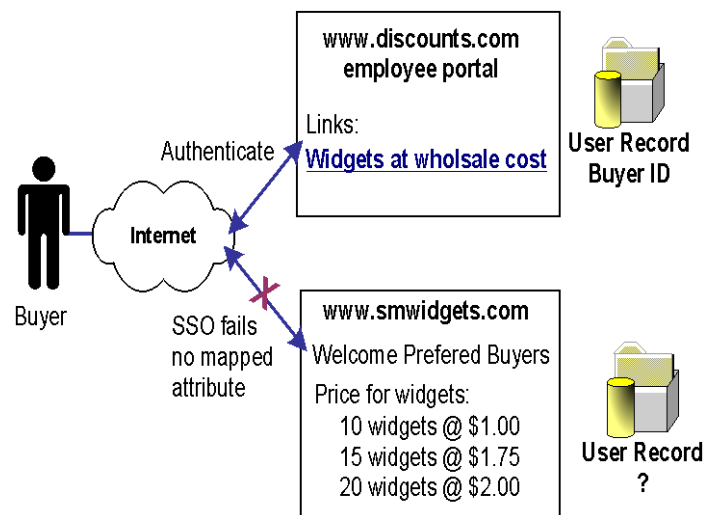 www.discounts.com
employee portal
Links:
Widgets at wholsale cost
User Record
Buyer ID
Authenticate
Internet
Buyer
SSO fails
no mapped
attribute
www.smwidgets.com
Welcome Prefered Buyers
Price for widgets:
10 widgets @ $1.00
15 widgets @ $1.75
20 widgets @ $2.00
User Record
?